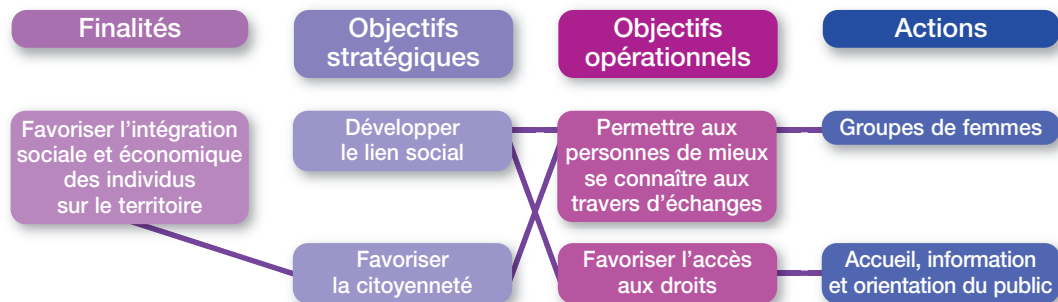 Finalités
Objectifs
stratégiques
Objectifs
opérationnels
Actions
Favoriser l’intégration
sociale et économique
des individus
sur le territoire
Développer
le lien social
Permettre aux
personnes de mieux
se connaître aux
travers d’échanges
Groupes de femmes
Favoriser
la citoyenneté
Favoriser l’accès
aux droits
Accueil, information
et orientation du public